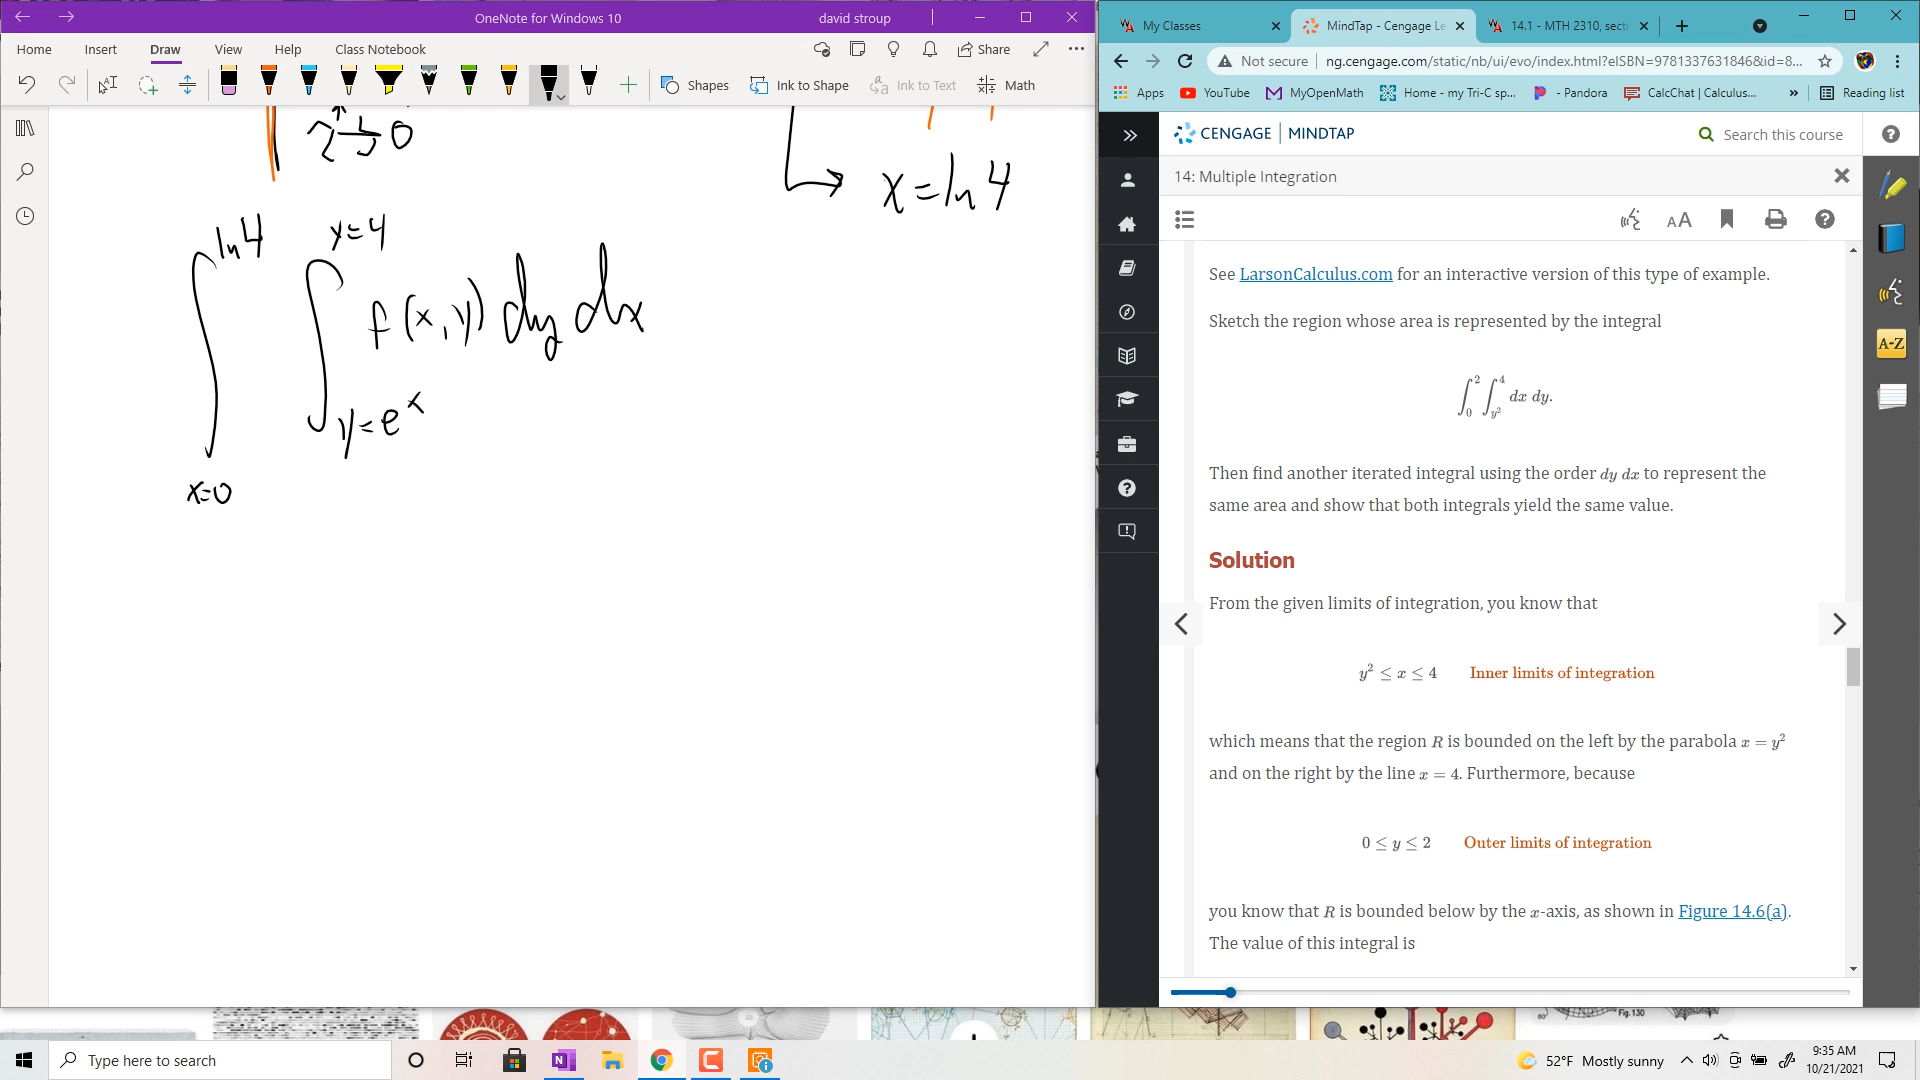 OneNote for Windows 10
david stroup
Home Insert Draw View Help Class Notebook
Share
Shapes Ink to Shape Ink to Text Math
x = ln 4
ln 4
y = 4
f(x, y) dy dx
y = e^x
x = 0
My Classes
MindTap - Cengage Le
14.1 - MTH 2310, secti
Not secure ng.cengage.com/static/nb/ui/evo/index.html?eISBN=9781337631846&id=8...
Apps YouTube MyOpenMath Home - my Tri-C sp... - Pandora CalcChat | Calculus... » Reading list
CENGAGE | MINDTAP
Search this course
14: Multiple Integration
AA
See LarsonCalculus.com for an interactive version of this type of example.
Sketch the region whose area is represented by the integral
∫₀² ∫_{y²}⁴ dx dy.
Then find another iterated integral using the order dy dx to represent the
same area and show that both integrals yield the same value.
Solution
From the given limits of integration, you know that
y² ≤ x ≤ 4 Inner limits of integration
which means that the region R is bounded on the left by the parabola x = y²
and on the right by the line x = 4. Furthermore, because
0 ≤ y ≤ 2 Outer limits of integration
you know that R is bounded below by the x-axis, as shown in Figure 14.6(a).
The value of this integral is
A-Z
Fig. 130
Type here to search
52°F Mostly sunny
9:35 AM
10/21/2021